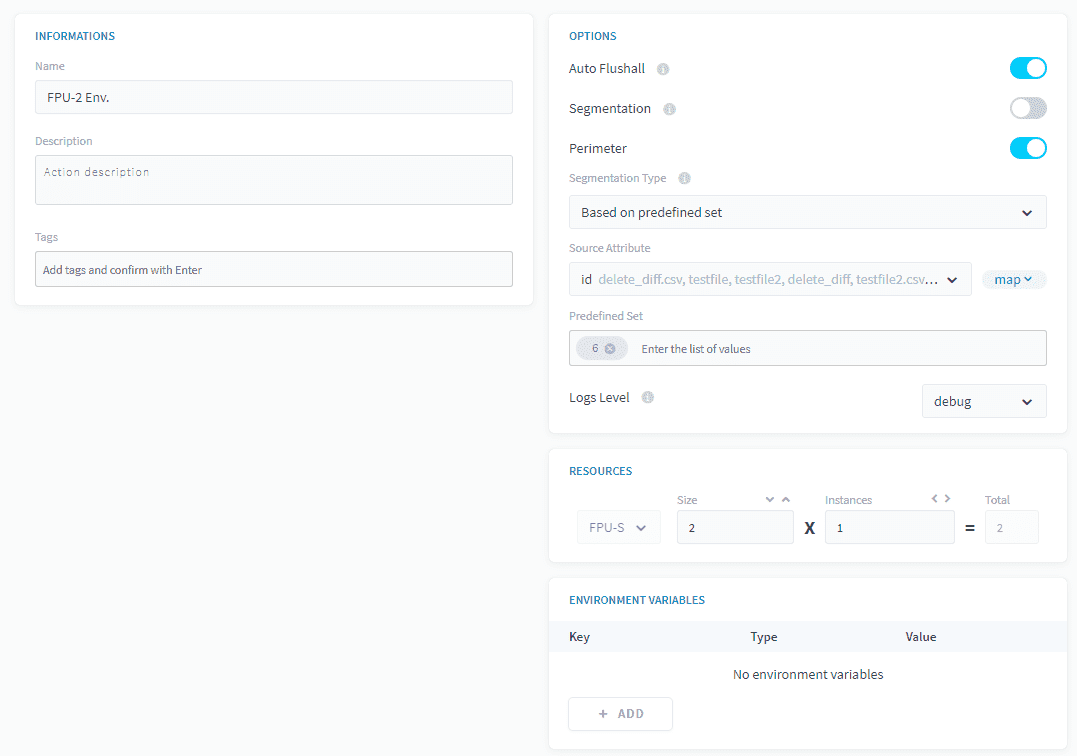 INFORMATIONS
Name
FPU-2 Env.
Description
Action description
Tags
Add tags and confirm with Enter
OPTIONS
Auto Flushall
Segmentation
Perimeter
Segmentation Type
Based on predefined set
Source Attribute
id delete_diff.csv, testfile, testfile2, delete_diff, testfile2.csv... map
Predefined Set
6 Enter the list of values
Logs Level debug
RESOURCES
Size Instances Total
FPU-S 2 X 1 = 2
ENVIRONMENT VARIABLES
Key Type Value
No environment variables
+ ADD